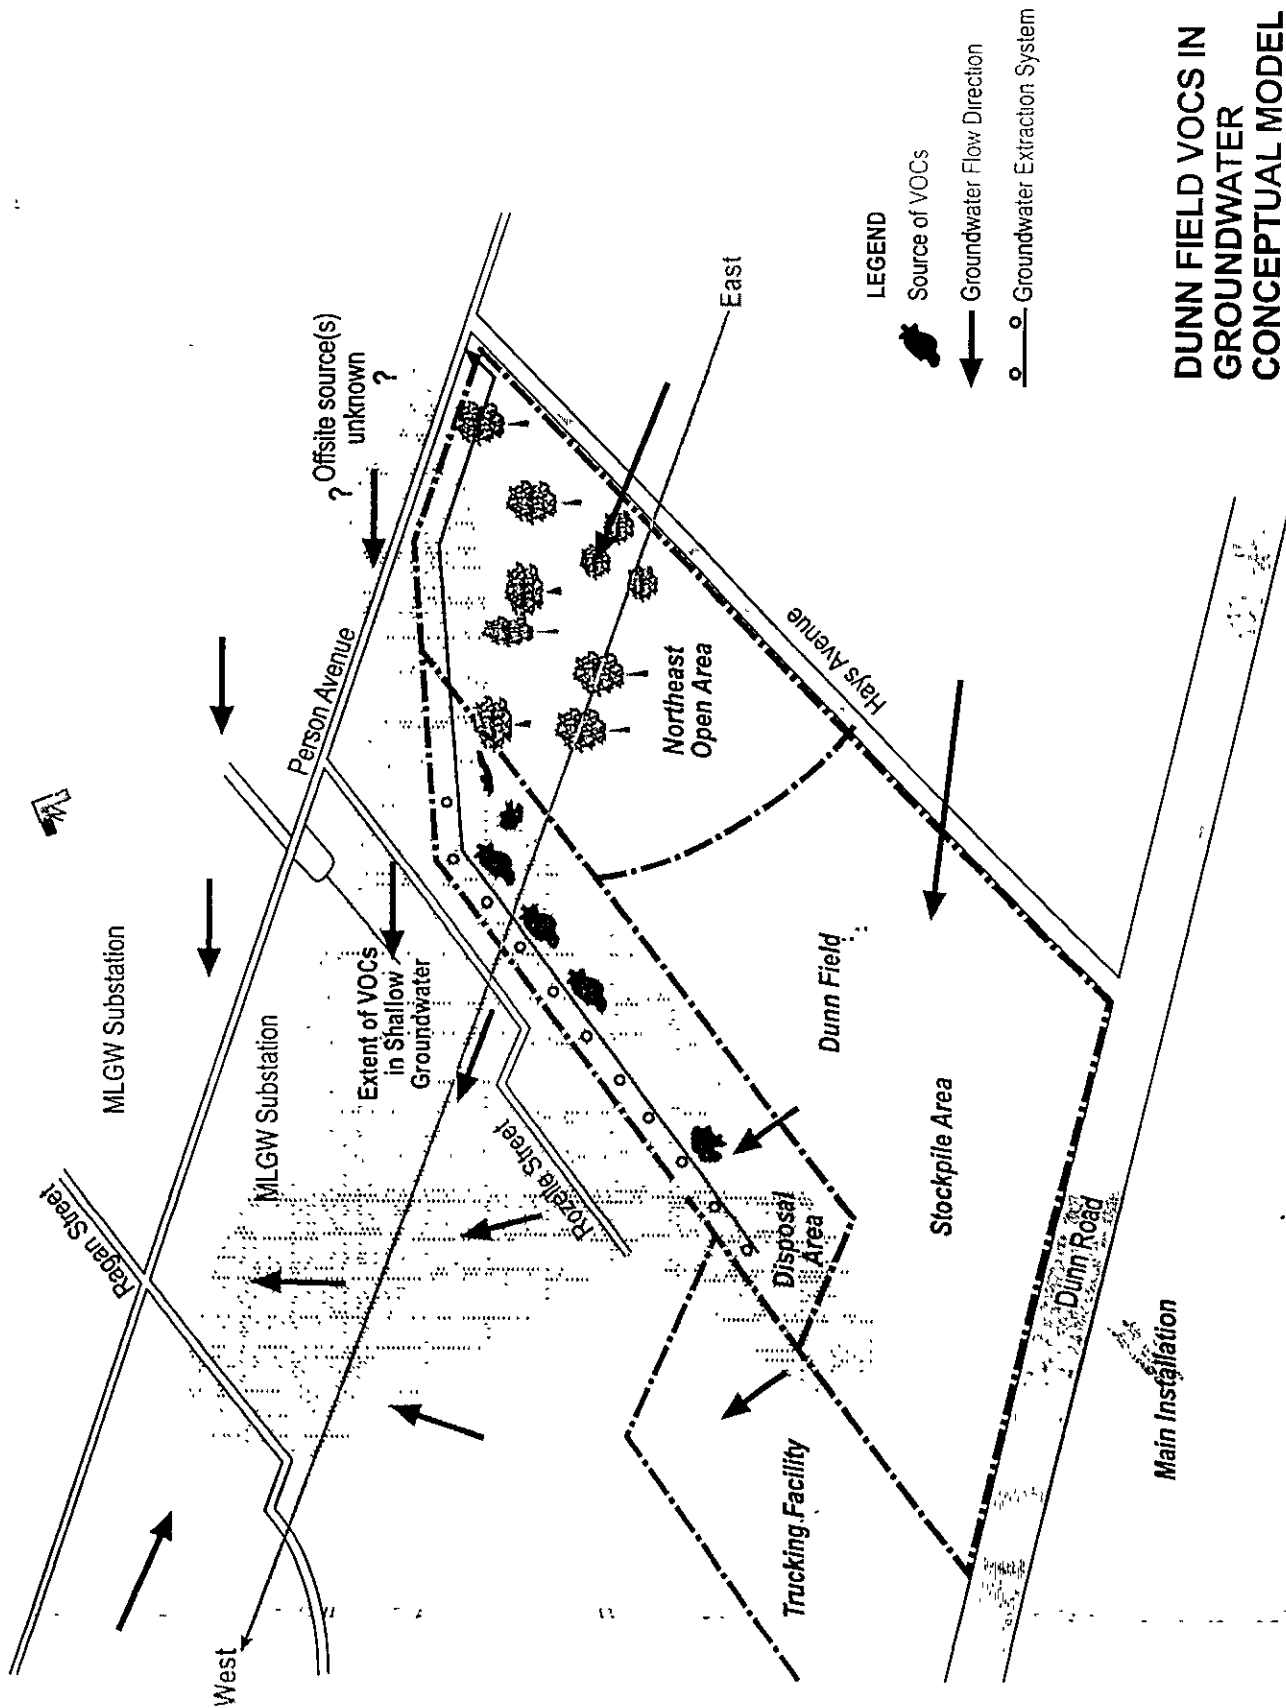 MLGW Substation
Ragan Street
MLGW Substation
Person Avenue
? Offsite source(s)
unknown ?
West
Extent of VOCs
in Shallow
Groundwater
Rozelle Street
East
Northeast
Open Area
Hays Avenue
Disposal
Area
Dunn Field
Trucking Facility
Stockpile Area
Dunn Road
Main Installation
LEGEND
Source of VOCs
Groundwater Flow Direction
Groundwater Extraction System
DUNN FIELD VOCS IN
GROUNDWATER
CONCEPTUAL MODEL